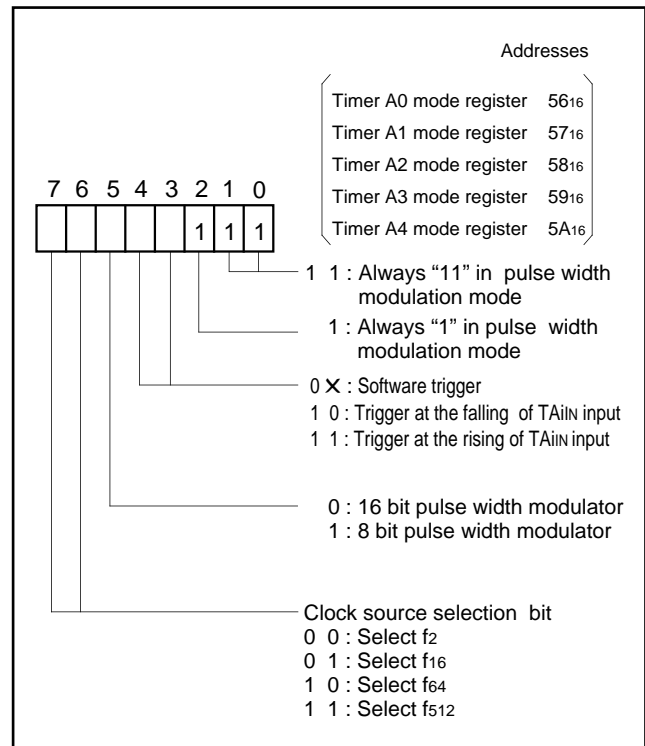 Addresses
Timer A0 mode register 5616
Timer A1 mode register 5716
Timer A2 mode register 5816
Timer A3 mode register 5916
Timer A4 mode register 5A16
7 6 5 4 3 2 1 0
1 1 1
1 1 : Always “11” in pulse width
modulation mode
1 : Always “1” in pulse width
modulation mode
0 × : Software trigger
1 0 : Trigger at the falling of TAiIN input
1 1 : Trigger at the rising of TAiIN input
0 : 16 bit pulse width modulator
1 : 8 bit pulse width modulator
Clock source selection bit
0 0 : Select f2
0 1 : Select f16
1 0 : Select f64
1 1 : Select f512